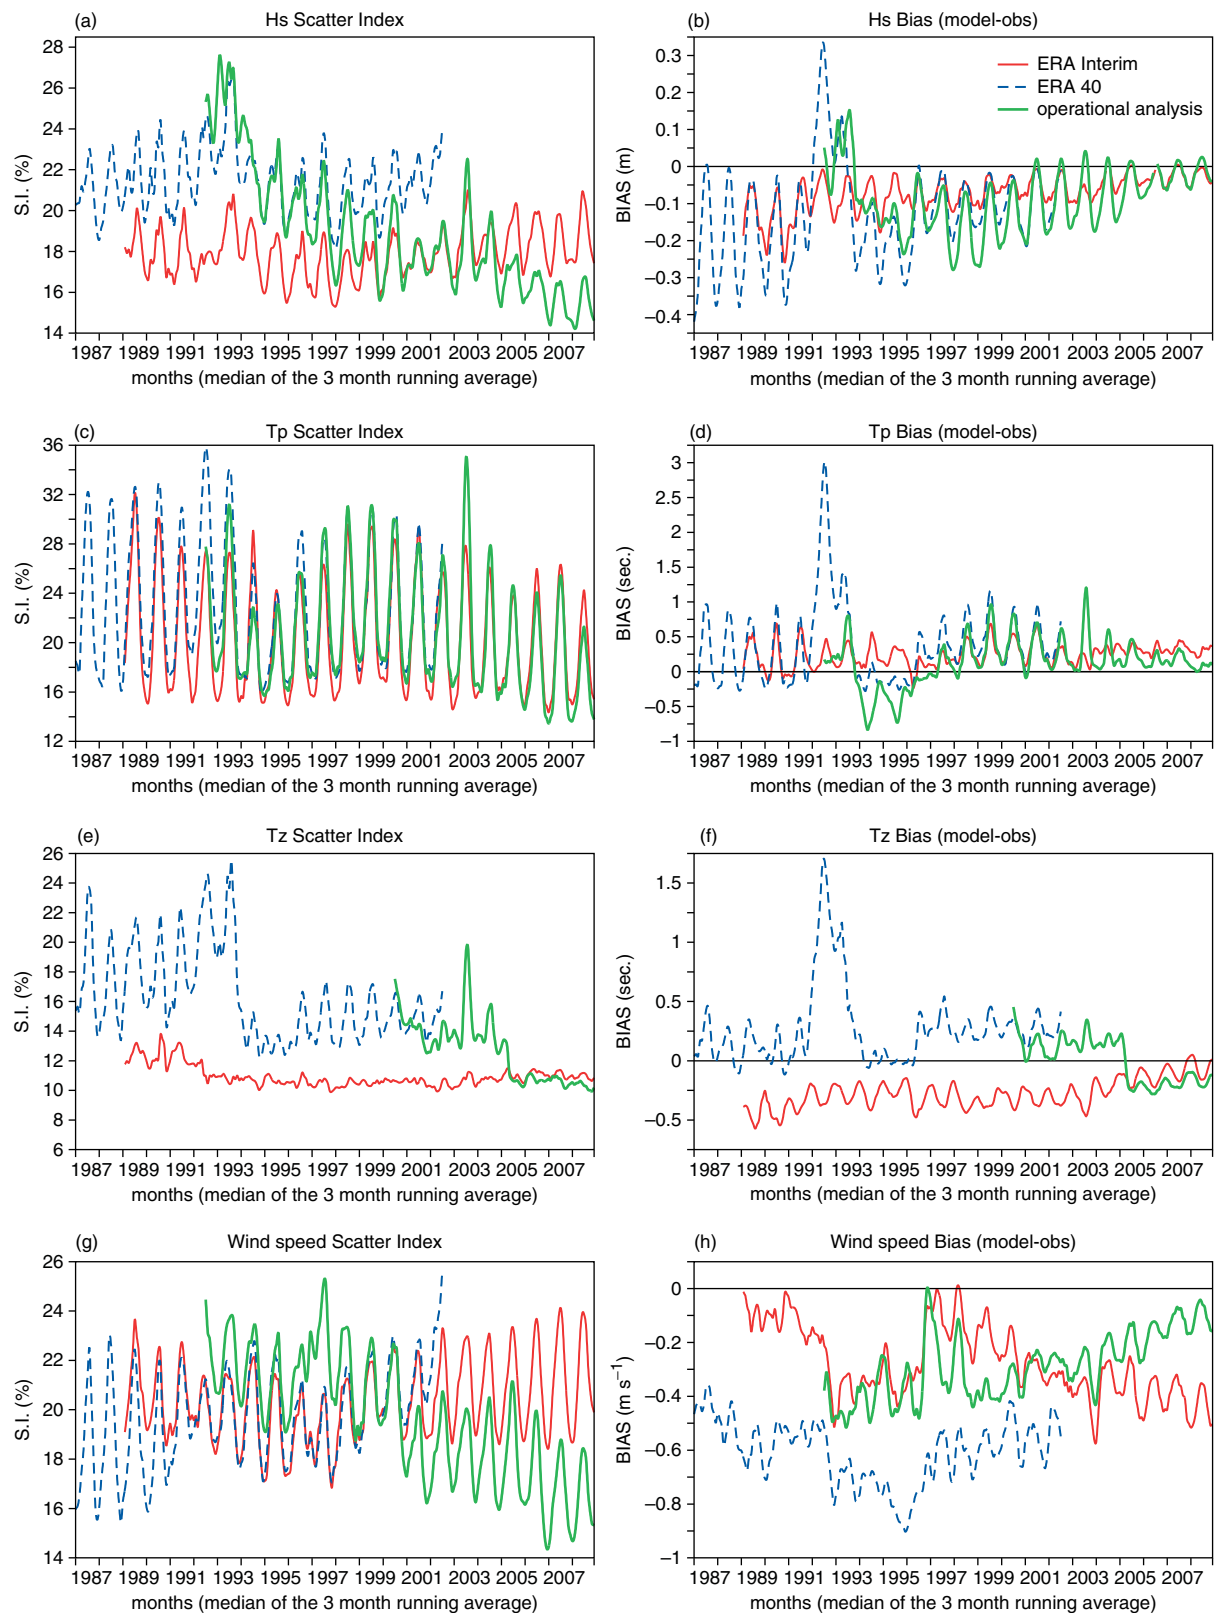 (a) Hs Scatter Index
28
26
24
22
20
18
16
14
S.I. (%)
1987 1989 1991 1993 1995 1997 1999 2001 2003 2005 2007
months (median of the 3 month running average)
(b) Hs Bias (model-obs)
ERA Interim
ERA 40
operational analysis
0.3
0.2
0.1
0
−0.1
−0.2
−0.3
−0.4
BIAS (m)
1987 1989 1991 1993 1995 1997 1999 2001 2003 2005 2007
months (median of the 3 month running average)
(c) Tp Scatter Index
36
32
28
24
20
16
12
S.I. (%)
1987 1989 1991 1993 1995 1997 1999 2001 2003 2005 2007
months (median of the 3 month running average)
(d) Tp Bias (model-obs)
3
2.5
2
1.5
1
0.5
0
−0.5
−1
BIAS (sec.)
1987 1989 1991 1993 1995 1997 1999 2001 2003 2005 2007
months (median of the 3 month running average)
(e) Tz Scatter Index
26
24
22
20
18
16
14
12
10
8
6
S.I. (%)
1987 1989 1991 1993 1995 1997 1999 2001 2003 2005 2007
months (median of the 3 month running average)
(f) Tz Bias (model-obs)
1.5
1
0.5
0
−0.5
BIAS (sec.)
1987 1989 1991 1993 1995 1997 1999 2001 2003 2005 2007
months (median of the 3 month running average)
(g) Wind speed Scatter Index
26
24
22
20
18
16
14
S.I. (%)
1987 1989 1991 1993 1995 1997 1999 2001 2003 2005 2007
months (median of the 3 month running average)
(h) Wind speed Bias (model-obs)
0
−0.2
−0.4
−0.6
−0.8
−1
BIAS (m s⁻¹)
1987 1989 1991 1993 1995 1997 1999 2001 2003 2005 2007
months (median of the 3 month running average)